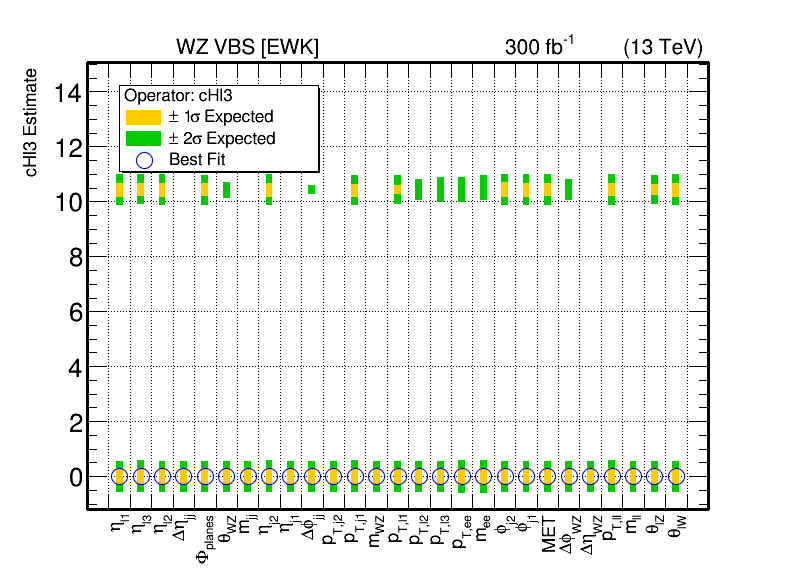 WZ VBS [EWK] 300 fb⁻¹ (13 TeV)
cHl3 Estimate
14
12
10
8
6
4
2
0
Operator: cHl3
± 1σ Expected
± 2σ Expected
Best Fit
η_l1
η_l3
η_l2
Δη_jj
Φ_planes
θ_WZ
m_jj
η_j2
η_j1
Δϕ_jj
p_T,j2
p_T,j1
m_WZ
p_T,l1
p_T,l2
p_T,l3
p_T,ee
m_ee
ϕ_j2
ϕ_j1
MET
Δϕ_WZ
Δη_WZ
p_T,ll
m_ll
θ_lZ
θ_lW